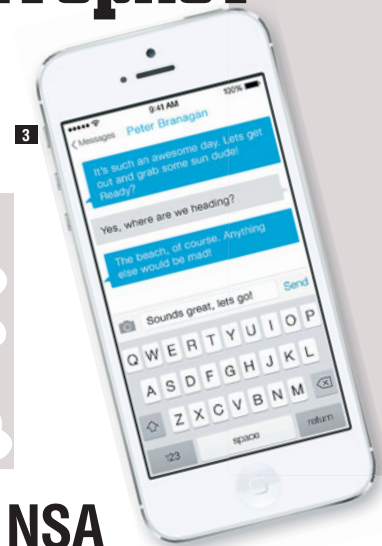 3
9:41 AM
100%
Messages
Peter Branagan
It's such an awesome day. Lets get
out and grab some sun dude!
Ready?
Yes, where are we heading?
The beach, of course. Anything
else would be mad!
Sounds great, lets go!
Send
Q W E R T Y U I O P
A S D F G H J K L
Z X C V B N M
123
space
return
NSA